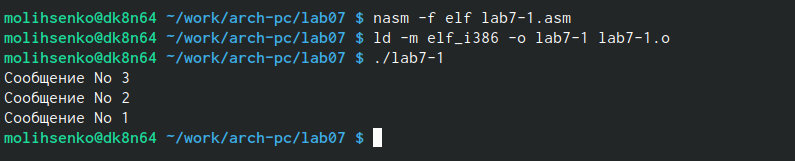 molihsenko@dk8n64 ~/work/arch-pc/lab07 $ nasm -f elf lab7-1.asm
molihsenko@dk8n64 ~/work/arch-pc/lab07 $ ld -m elf_i386 -o lab7-1 lab7-1.o
molihsenko@dk8n64 ~/work/arch-pc/lab07 $ ./lab7-1
Сообщение No 3
Сообщение No 2
Сообщение No 1
molihsenko@dk8n64 ~/work/arch-pc/lab07 $